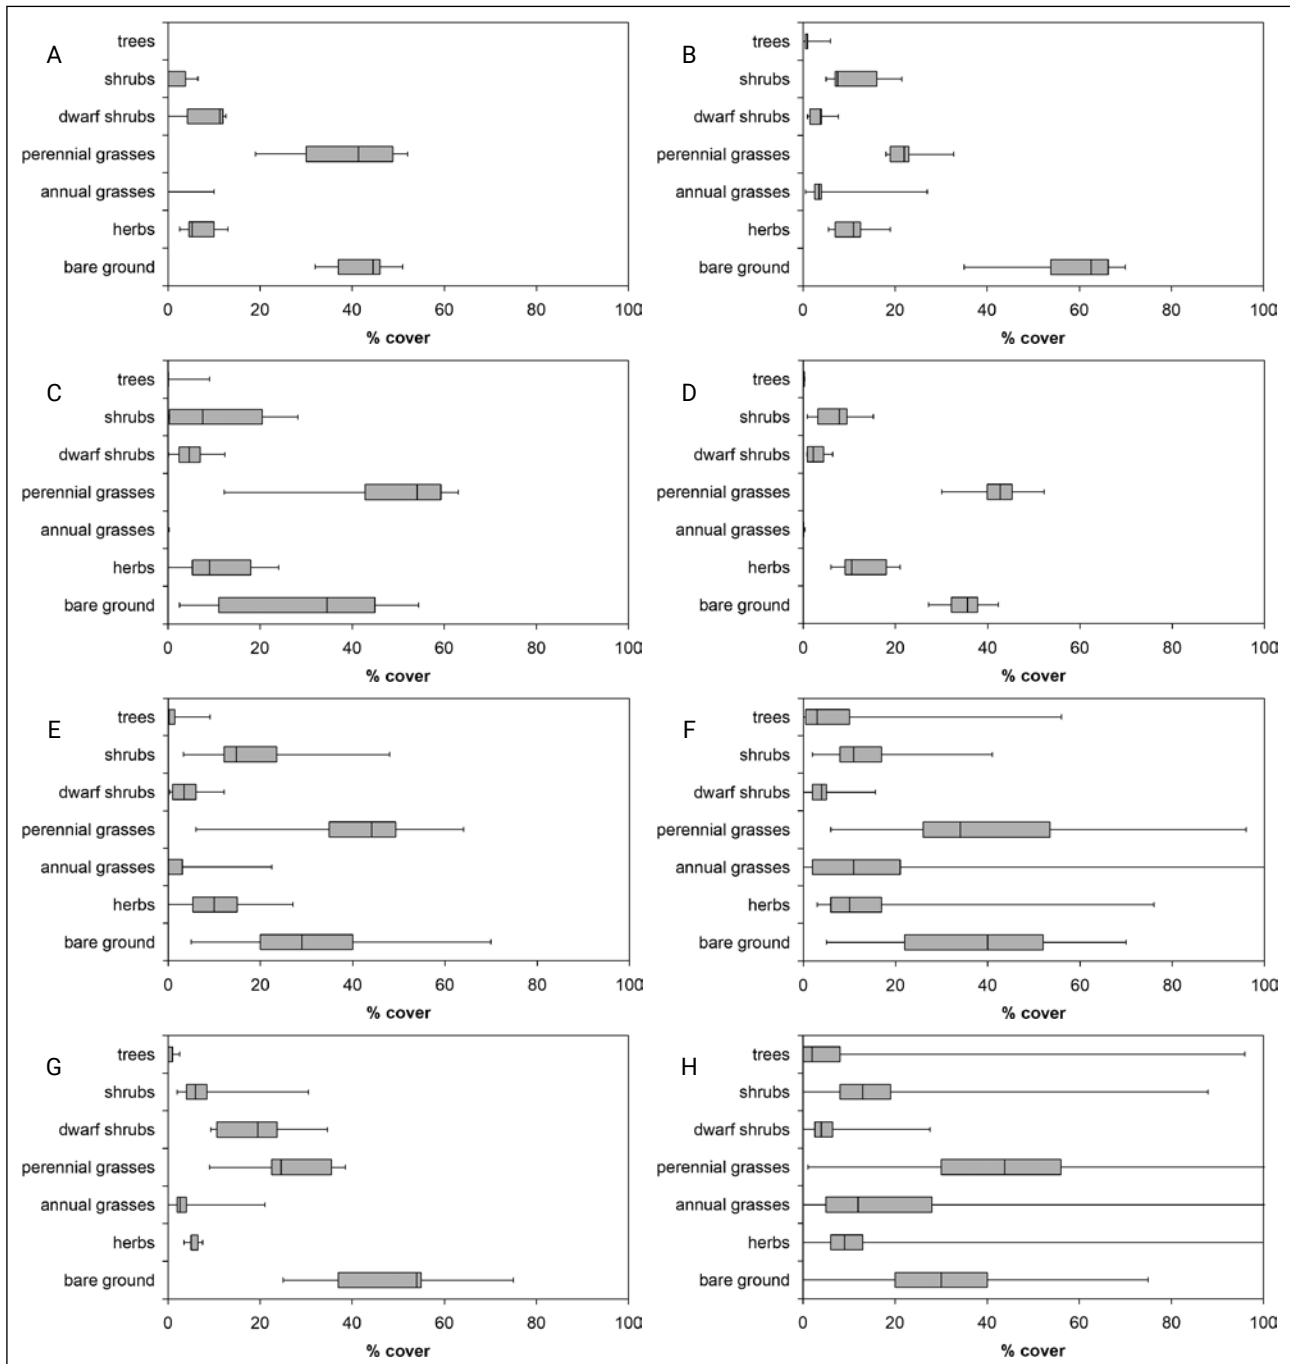 A
trees
shrubs
dwarf shrubs
perennial grasses
annual grasses
herbs
bare ground
0 20 40 60 80 100
% cover
B
trees
shrubs
dwarf shrubs
perennial grasses
annual grasses
herbs
bare ground
0 20 40 60 80 100
% cover
C
trees
shrubs
dwarf shrubs
perennial grasses
annual grasses
herbs
bare ground
0 20 40 60 80 100
% cover
D
trees
shrubs
dwarf shrubs
perennial grasses
annual grasses
herbs
bare ground
0 20 40 60 80 100
% cover
E
trees
shrubs
dwarf shrubs
perennial grasses
annual grasses
herbs
bare ground
0 20 40 60 80 100
% cover
F
trees
shrubs
dwarf shrubs
perennial grasses
annual grasses
herbs
bare ground
0 20 40 60 80 100
% cover
G
trees
shrubs
dwarf shrubs
perennial grasses
annual grasses
herbs
bare ground
0 20 40 60 80 100
% cover
H
trees
shrubs
dwarf shrubs
perennial grasses
annual grasses
herbs
bare ground
0 20 40 60 80 100
% cover